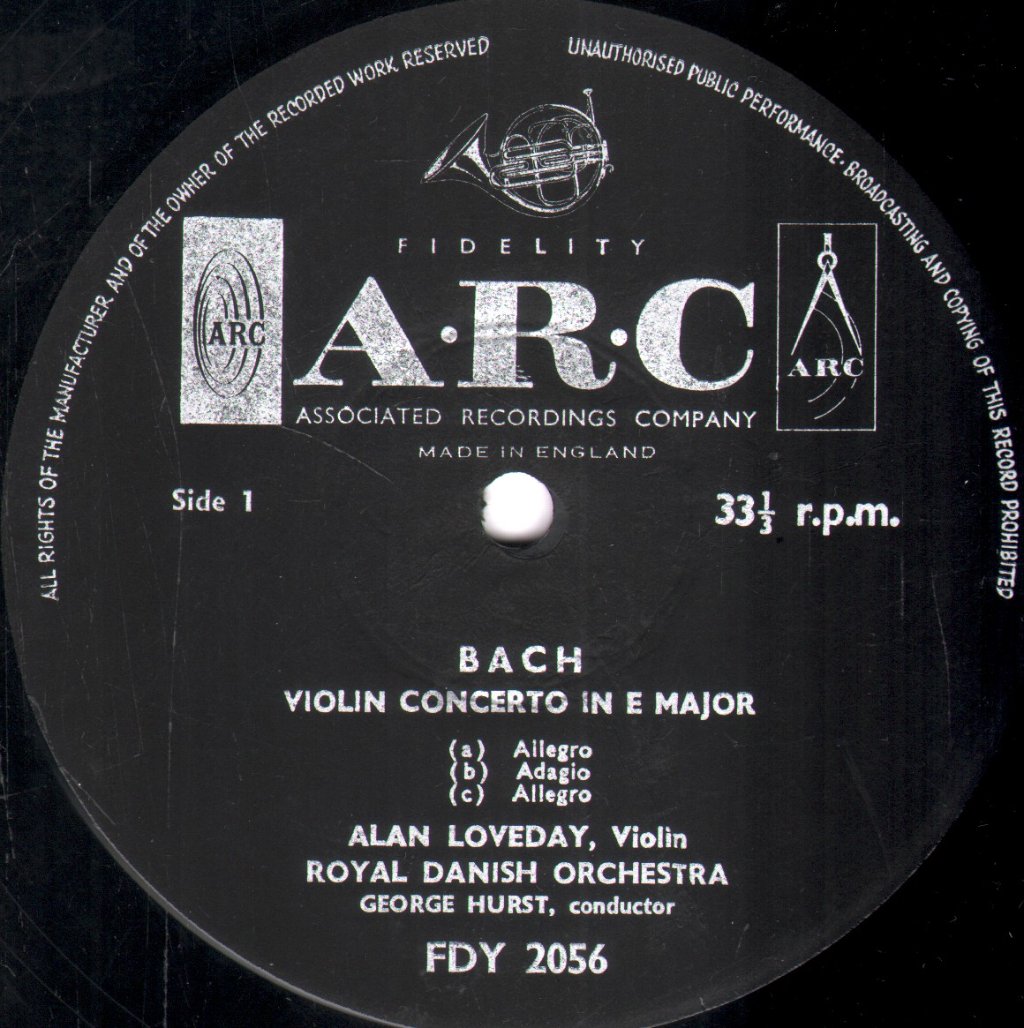 ALL RIGHTS OF THE MANUFACTURER AND OF THE OWNER OF THE RECORDED WORK RESERVED
UNAUTHORISED PUBLIC PERFORMANCE · BROADCASTING AND COPYING OF THIS RECORD PROHIBITED
FIDELITY
ARC
A·R·C
ARC
ASSOCIATED RECORDINGS COMPANY
MADE IN ENGLAND
Side 1
33⅓ r.p.m.
BACH
VIOLIN CONCERTO IN E MAJOR
(a) Allegro
(b) Adagio
(c) Allegro
ALAN LOVEDAY, Violin
ROYAL DANISH ORCHESTRA
GEORGE HURST, conductor
FDY 2056